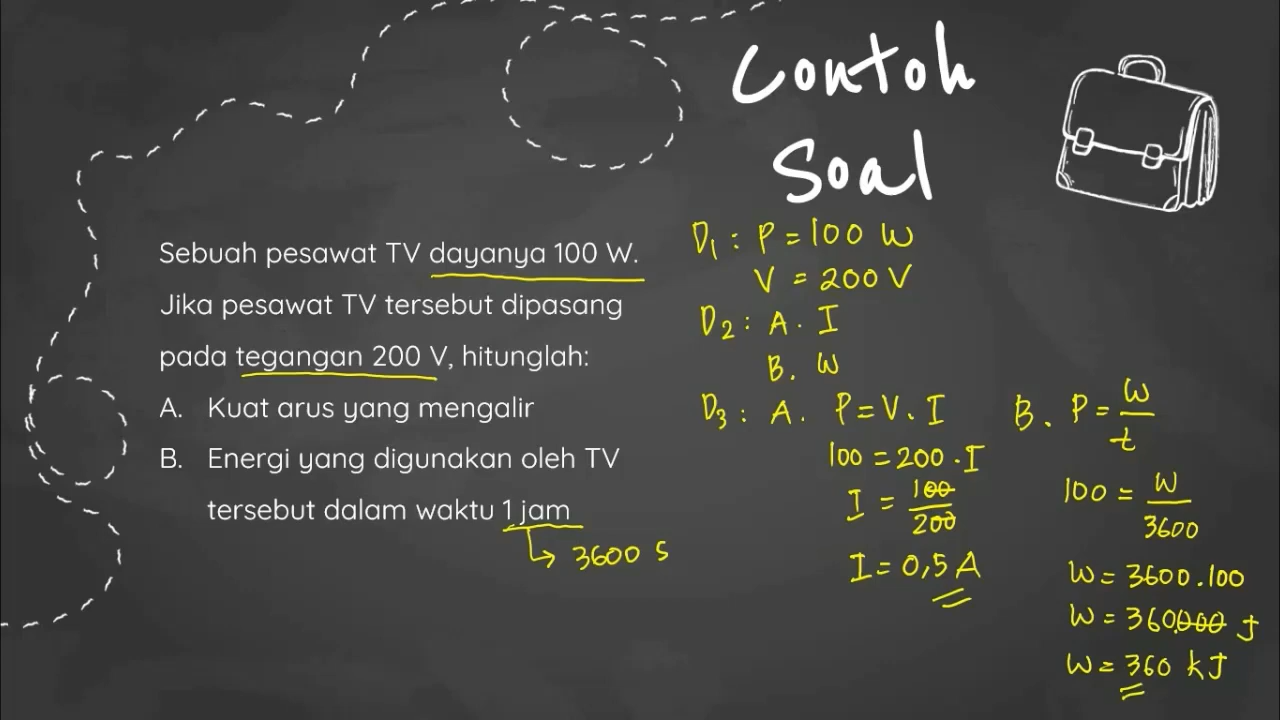 Contoh
Soal
Sebuah pesawat TV dayanya 100 W.
Jika pesawat TV tersebut dipasang
pada tegangan 200 V, hitunglah:
A. Kuat arus yang mengalir
B. Energi yang digunakan oleh TV
tersebut dalam waktu 1 jam
↳ 3600 s
D₁ : P = 100 W
V = 200 V
D₂ : A. I
B. W
D₃ : A. P = V . I
100 = 200 . I
I = 100/200
I = 0,5 A
B. P = W/t
100 = W/3600
W = 3600.100
W = 360.000 J
W = 360 kJ